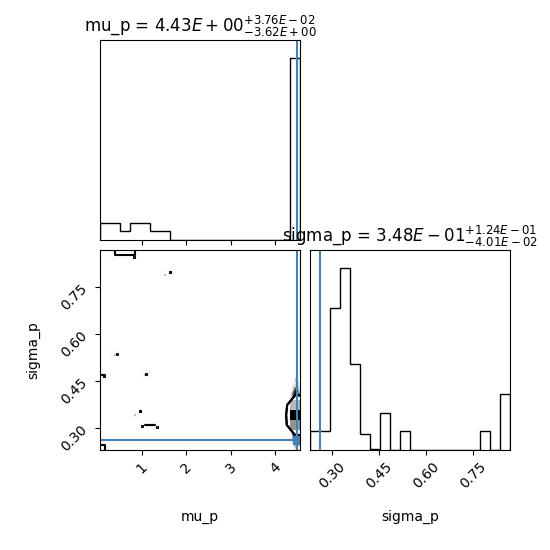 mu_p = 4.43E + 00+3.76E − 02 −3.62E + 00
sigma_p = 3.48E − 01+1.24E − 01 −4.01E − 02
sigma_p
0.75
0.60
0.45
0.30
1 2 3 4
0.30 0.45 0.60 0.75
mu_p
sigma_p